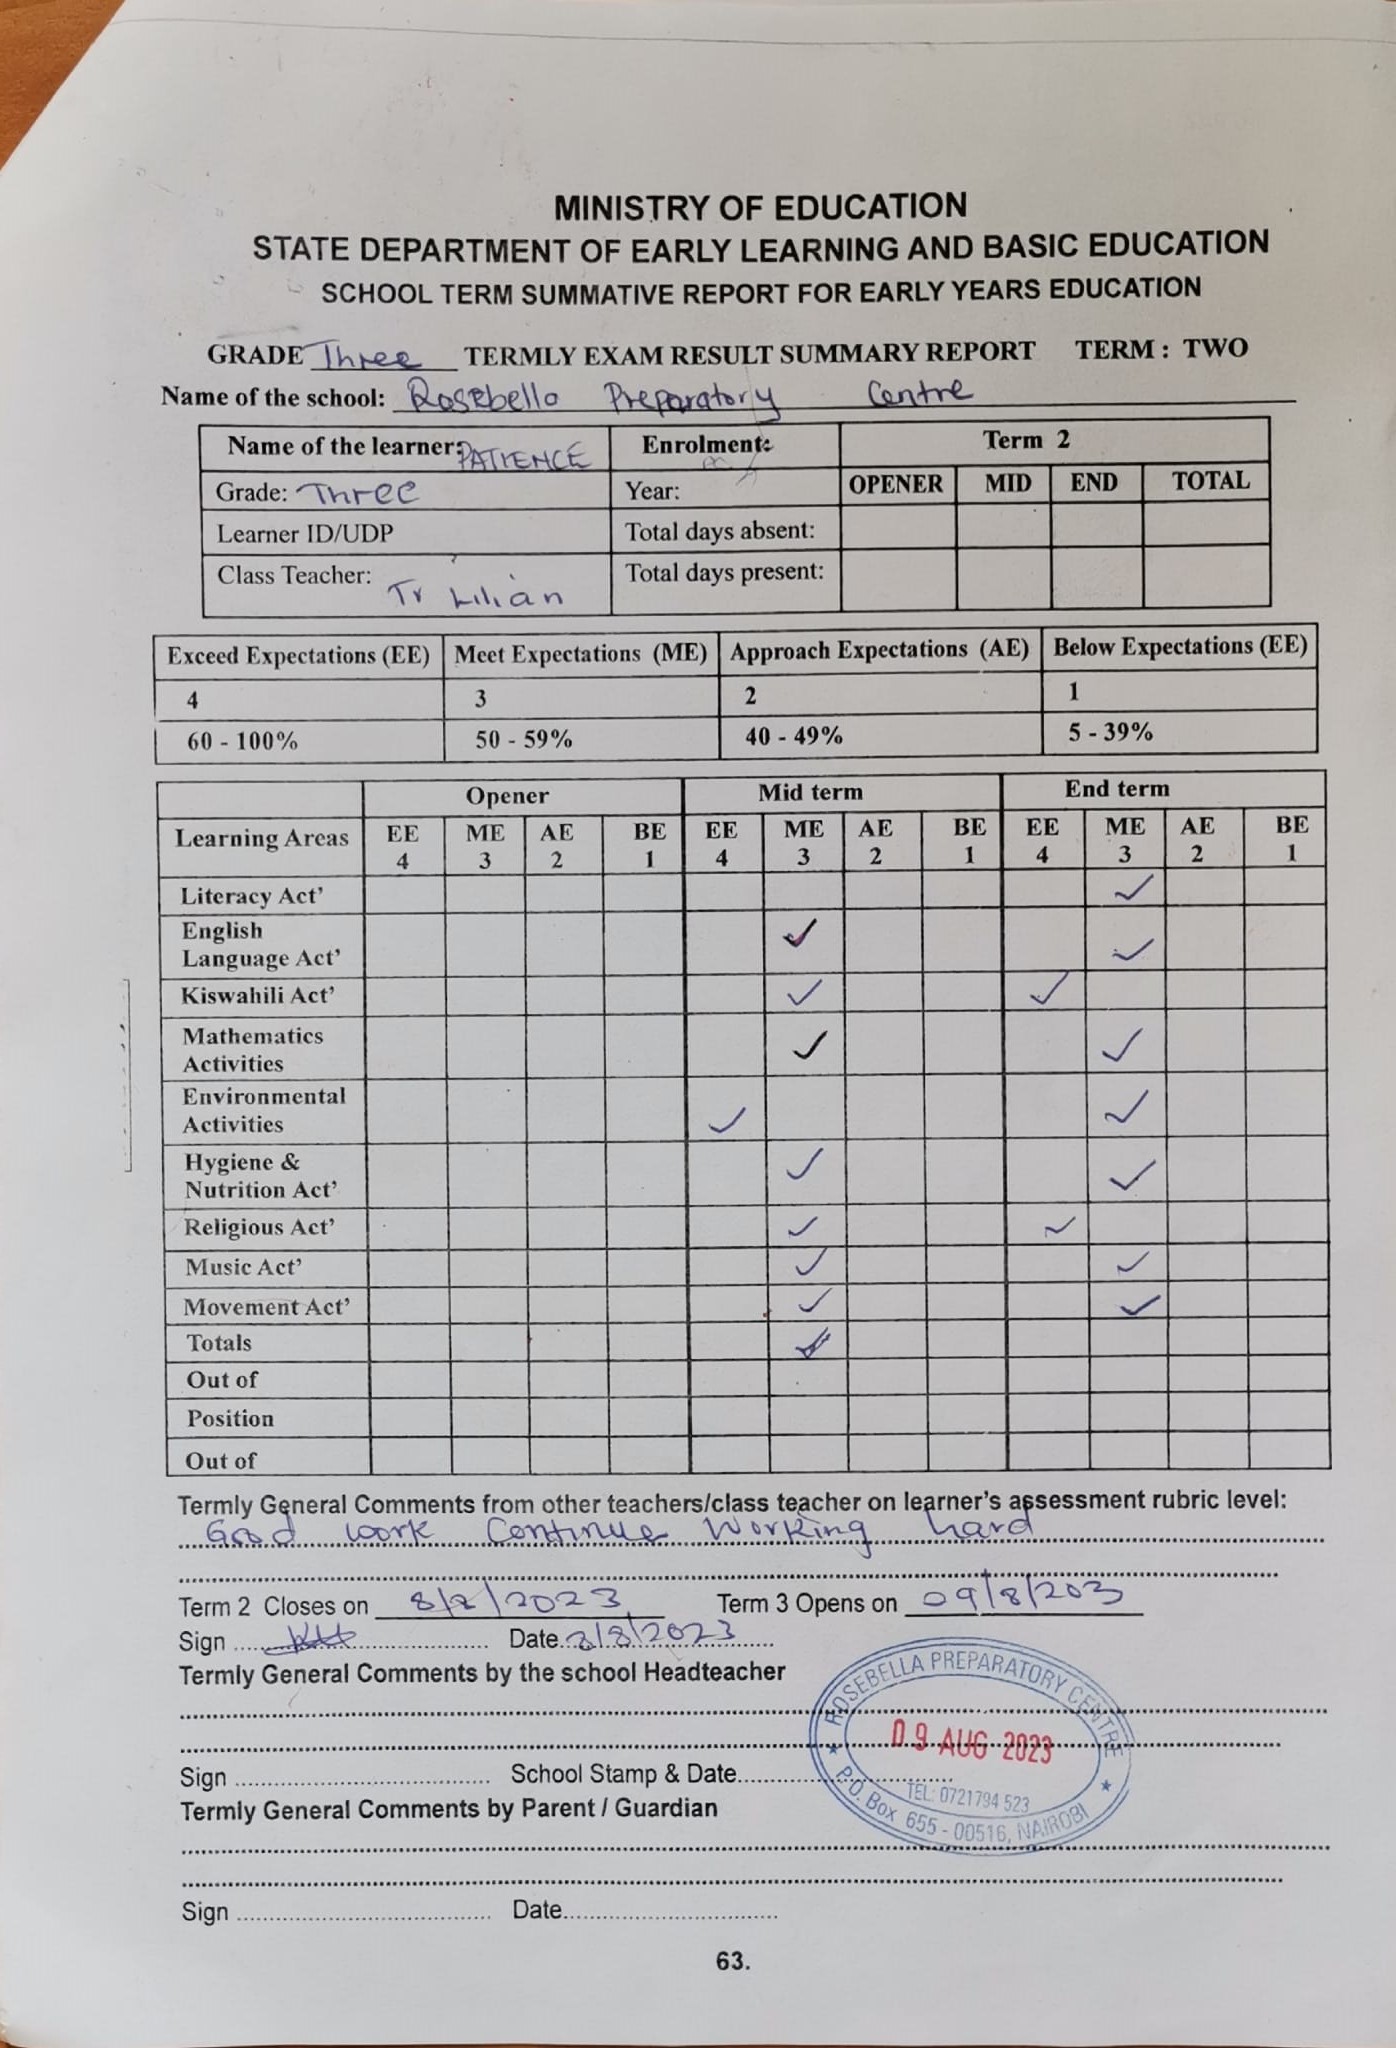 MINISTRY OF EDUCATION
STATE DEPARTMENT OF EARLY LEARNING AND BASIC EDUCATION
SCHOOL TERM SUMMATIVE REPORT FOR EARLY YEARS EDUCATION
GRADE Three TERMLY EXAM RESULT SUMMARY REPORT TERM : TWO
Name of the school: Rosebella Preparatory Centre
Name of the learner: PATIENCE Enrolment: Term 2
Grade: Three Year: OPENER MID END TOTAL
Learner ID/UDP Total days absent:
Class Teacher: Tr Lilian Total days present:
Exceed Expectations (EE) Meet Expectations (ME) Approach Expectations (AE) Below Expectations (EE)
4 3 2 1
60 - 100% 50 - 59% 40 - 49% 5 - 39%
Opener Mid term End term
Learning Areas EE 4 ME 3 AE 2 BE 1 EE 4 ME 3 AE 2 BE 1 EE 4 ME 3 AE 2 BE 1
Literacy Act' ✓
English Language Act' ✓ ✓
Kiswahili Act' ✓ ✓
Mathematics Activities ✓ ✓
Environmental Activities ✓ ✓
Hygiene & Nutrition Act' ✓ ✓
Religious Act' ✓ ✓
Music Act' ✓ ✓
Movement Act' ✓ ✓
Totals
Out of
Position
Out of
Termly General Comments from other teachers/class teacher on learner's assessment rubric level:
Good work Continue Working hard
Term 2 Closes on 8/8/2023 Term 3 Opens on 09/8/203
Sign Date 8/8/2023
Termly General Comments by the school Headteacher
Sign School Stamp & Date
ROSEBELLA PREPARATORY CENTRE
09 AUG 2023
TEL: 0721794 523
P.O. Box 655 - 00516, NAIROBI
Termly General Comments by Parent / Guardian
Sign Date
63.